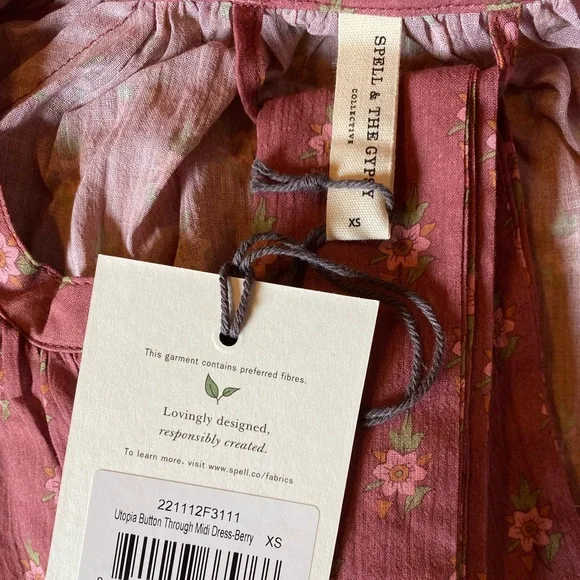 SPELL & THE GYPSY
COLLECTIVE
XS
This garment contains preferred fibres.
Lovingly designed,
responsibly created.
To learn more, visit www.spell.co/fabrics
221112F3111
Utopia Button Through Midi Dress-Berry XS